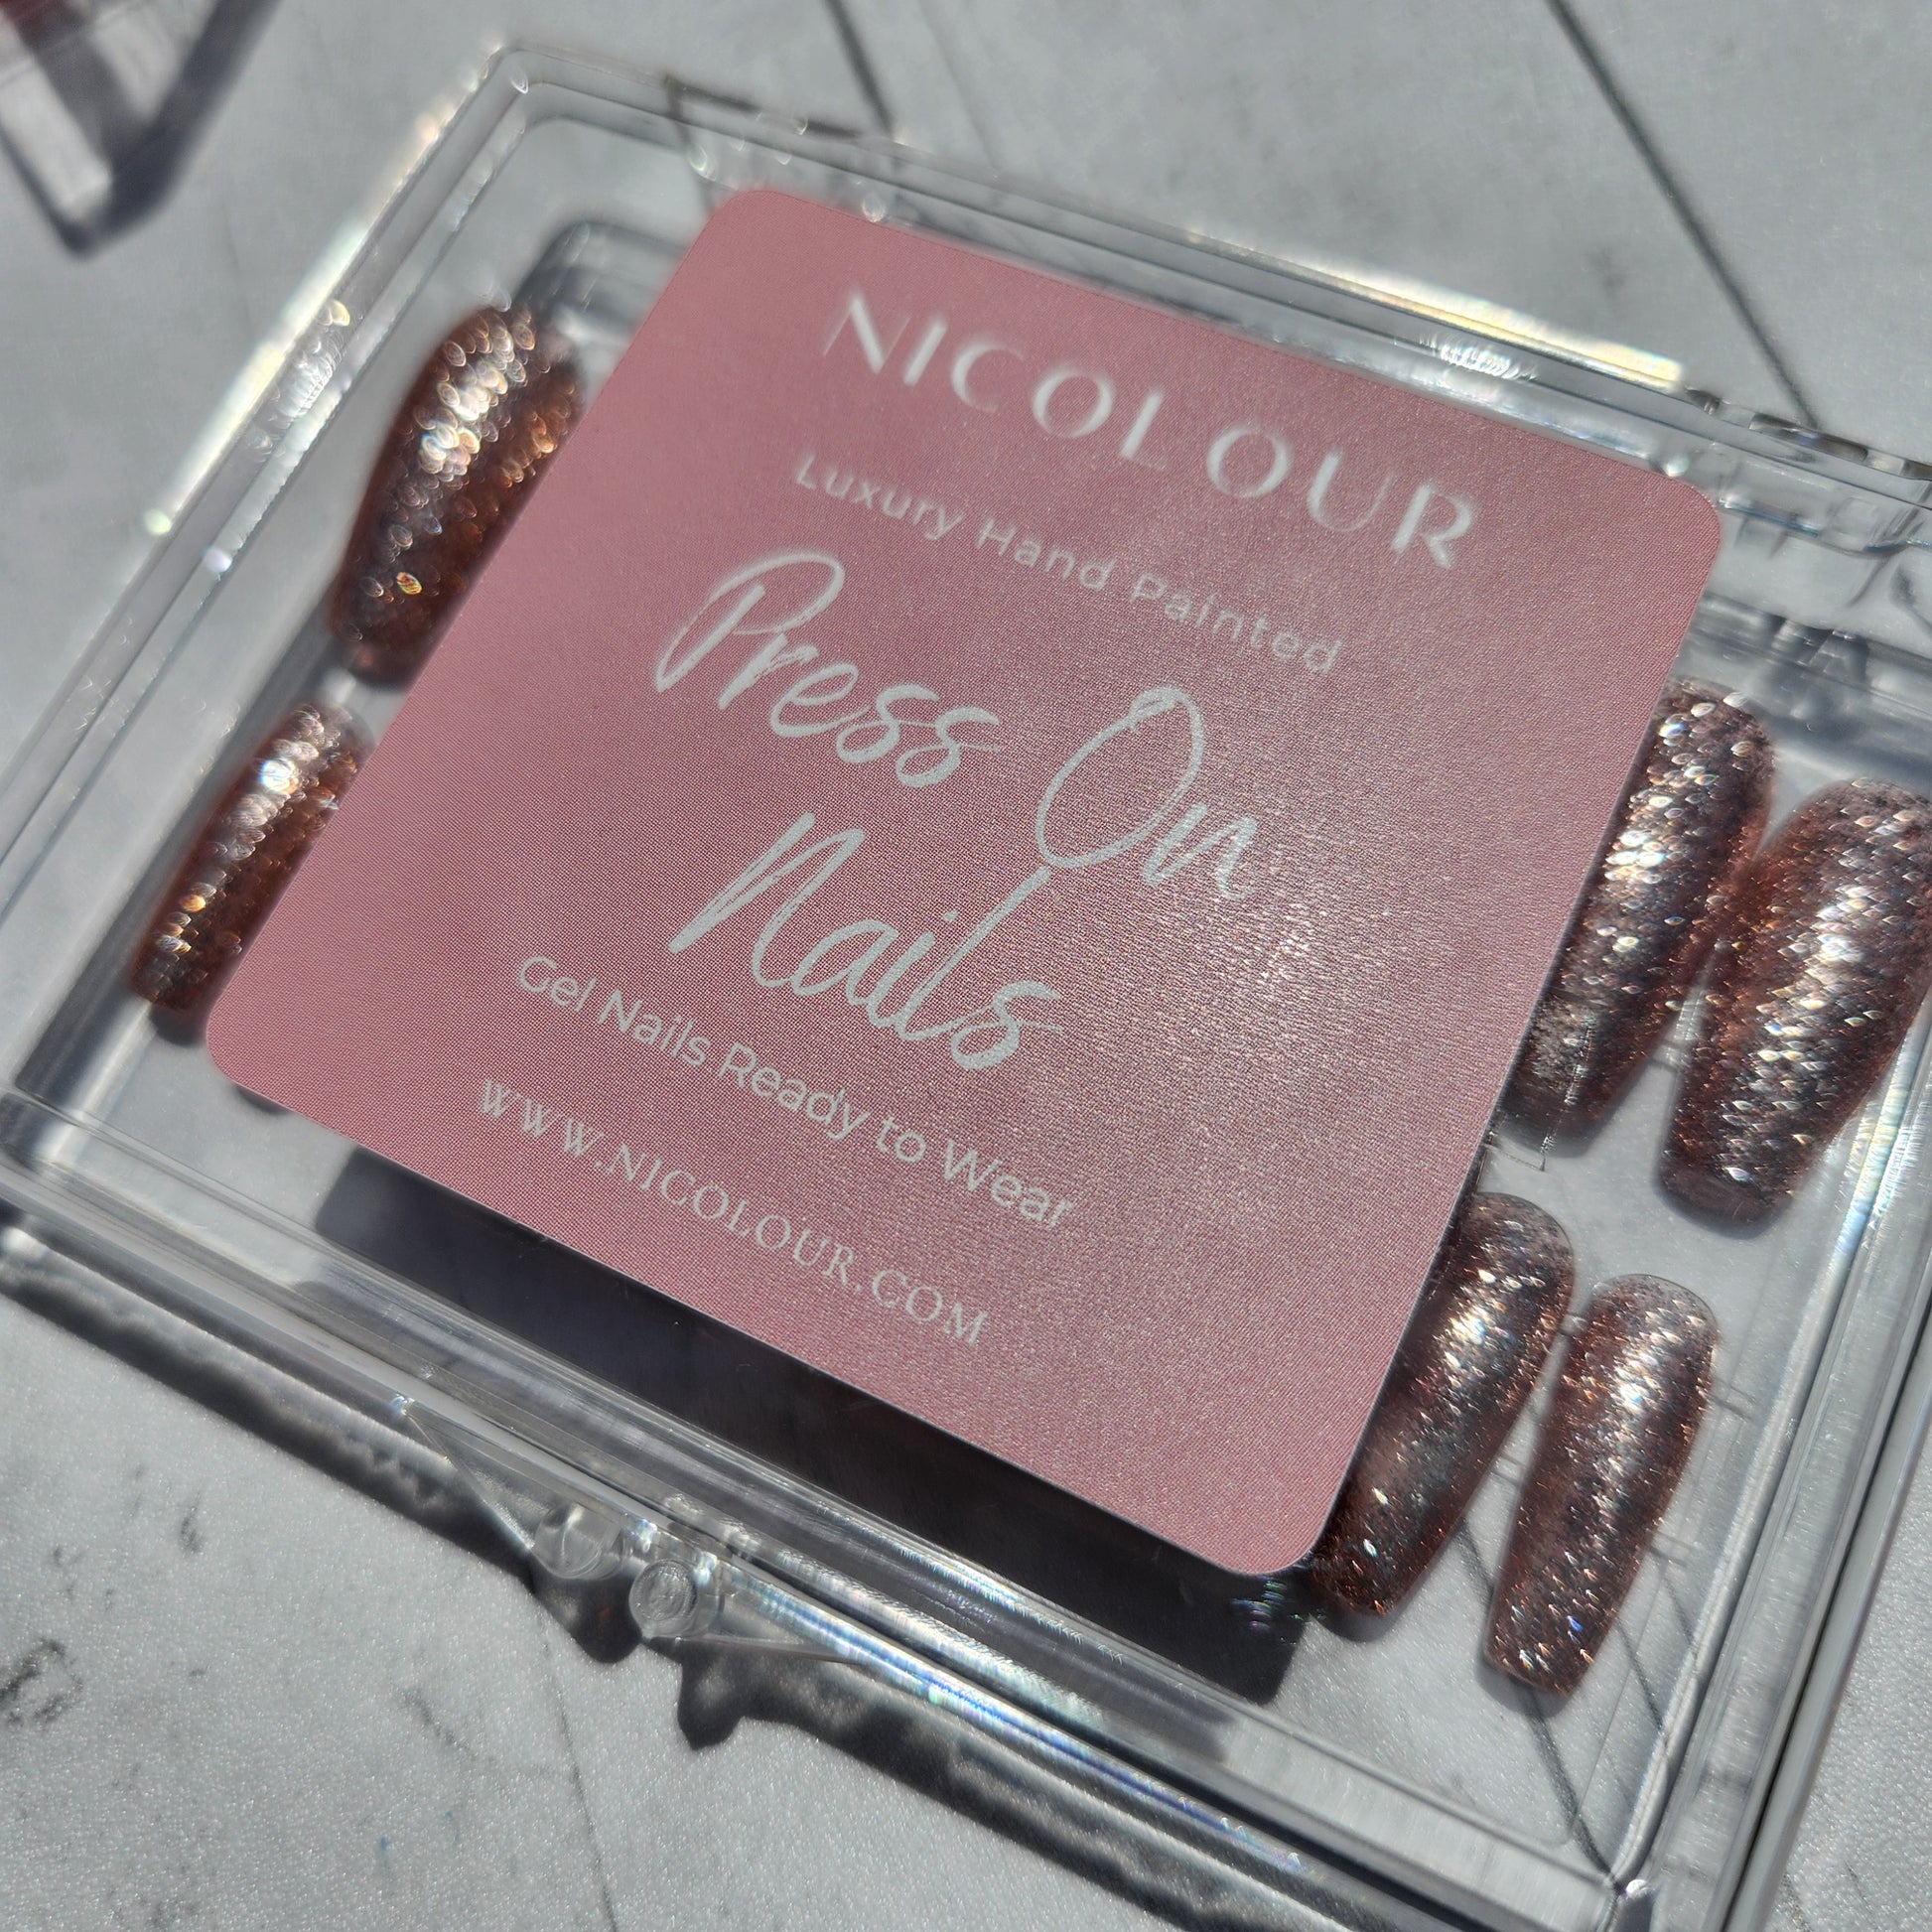 NICOLOUR
Luxury Hand Painted
Press On
Nails
Gel Nails Ready to Wear
WWW.NICOLOUR.COM